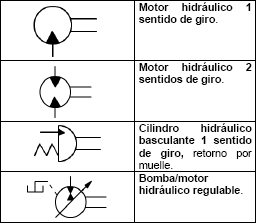 Motor hidráulico 1
sentido de giro.
Motor hidráulico 2
sentidos de giro.
Cilindro hidráulico
basculante 1 sentido
de giro, retorno por
muelle.
Bomba/motor
hidráulico regulable.